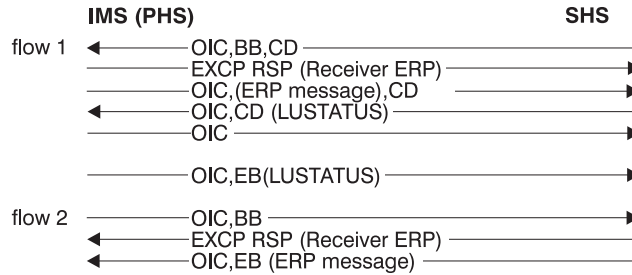 IMS (PHS) SHS
flow 1 OIC,BB,CD
EXCP RSP (Receiver ERP)
OIC,(ERP message),CD
OIC,CD (LUSTATUS)
OIC
OIC,EB(LUSTATUS)
flow 2 OIC,BB
EXCP RSP (Receiver ERP)
OIC,EB (ERP message)